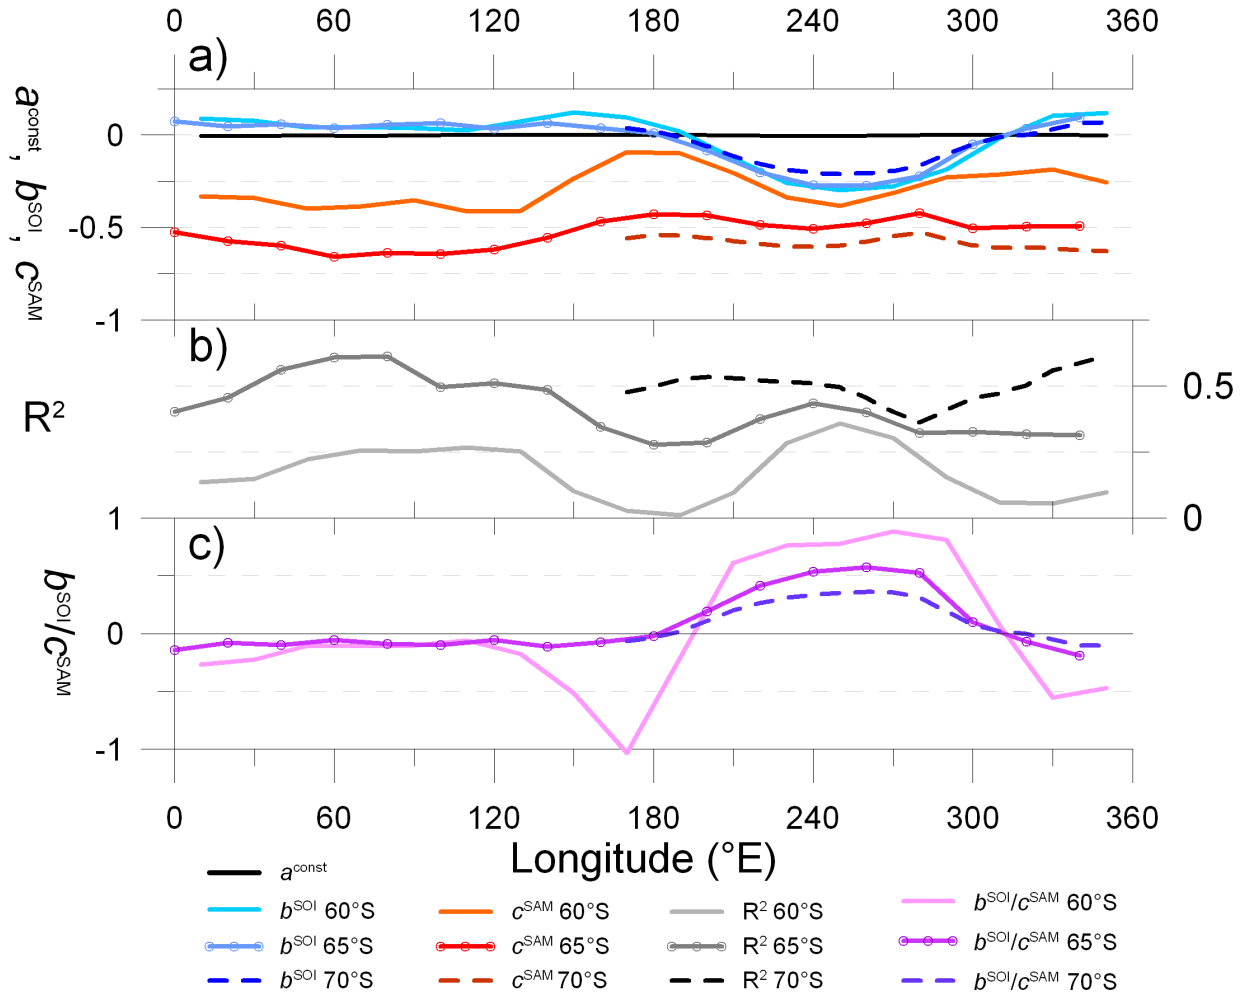 0 60 120 180 240 300 360
a)
0
-0.5
-1
a^const, b^SOI, c^SAM
b)
R²
0.5
0
1
c)
0
-1
b^SOI/c^SAM
0 60 120 180 240 300 360
Longitude (°E)
a^const
b^SOI 60°S c^SAM 60°S R² 60°S b^SOI/c^SAM 60°S
b^SOI 65°S c^SAM 65°S R² 65°S b^SOI/c^SAM 65°S
b^SOI 70°S c^SAM 70°S R² 70°S b^SOI/c^SAM 70°S